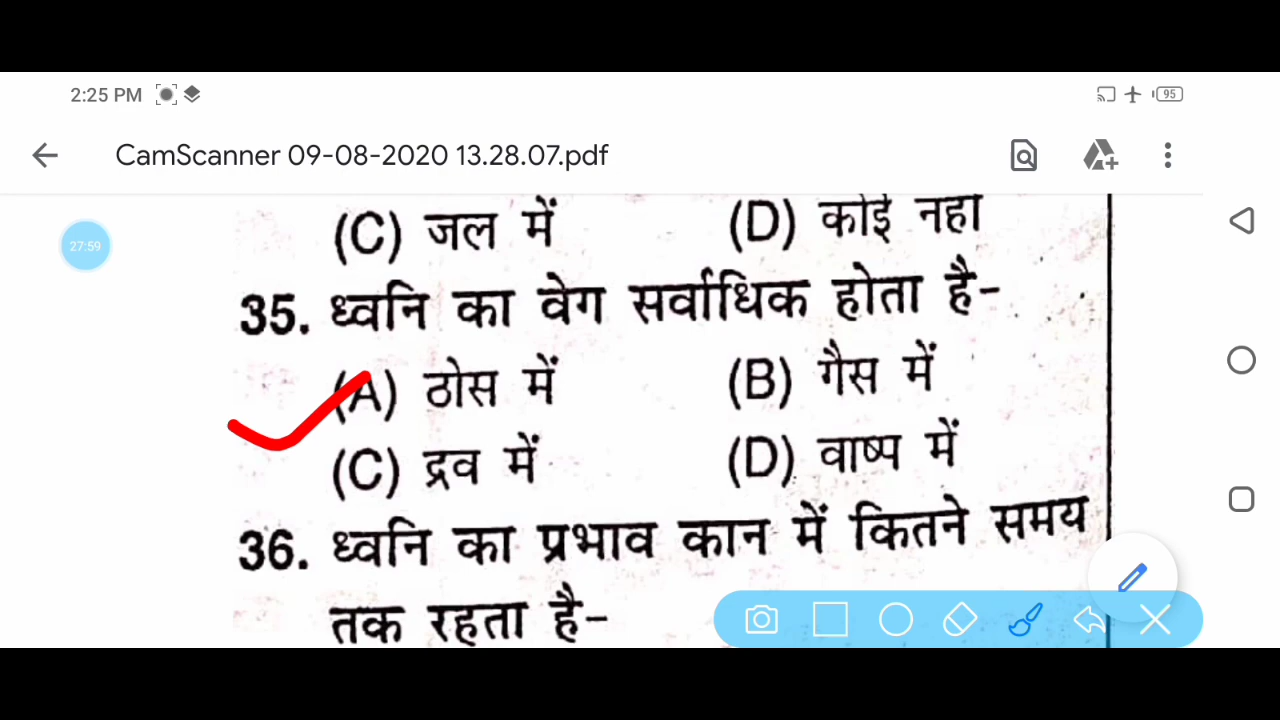 2:25 PM
95
CamScanner 09-08-2020 13.28.07.pdf
27:59
(C) जल में (D) कोई नहीं
35. ध्वनि का वेग सर्वाधिक होता है-
(A) ठोस में (B) गैस में
(C) द्रव में (D) वाष्प में
36. ध्वनि का प्रभाव कान में कितने समय
तक रहता है-